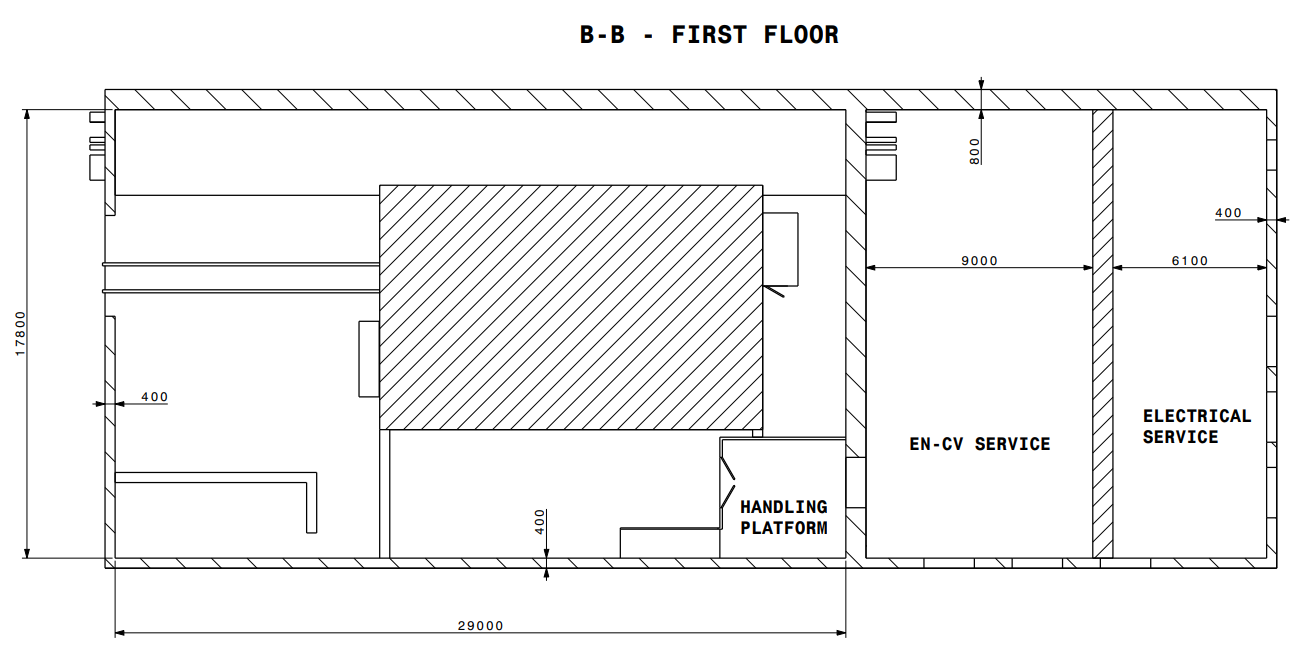 B-B - FIRST FLOOR
800
400
9000
6100
17800
400
ELECTRICAL
SERVICE
EN-CV SERVICE
HANDLING
PLATFORM
400
29000